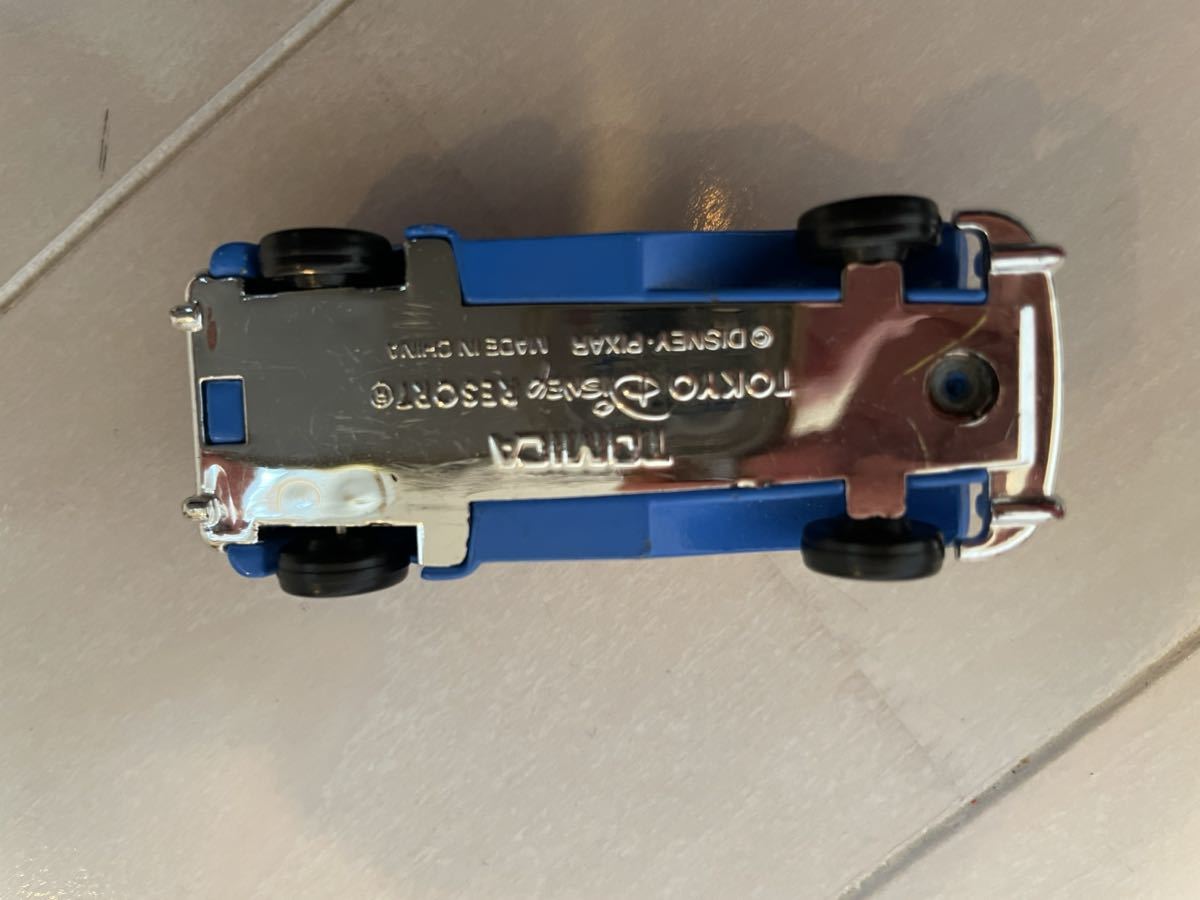 TOMICA
TOKYO Disney RESORT®
© DISNEY・PIXAR MADE IN CHINA